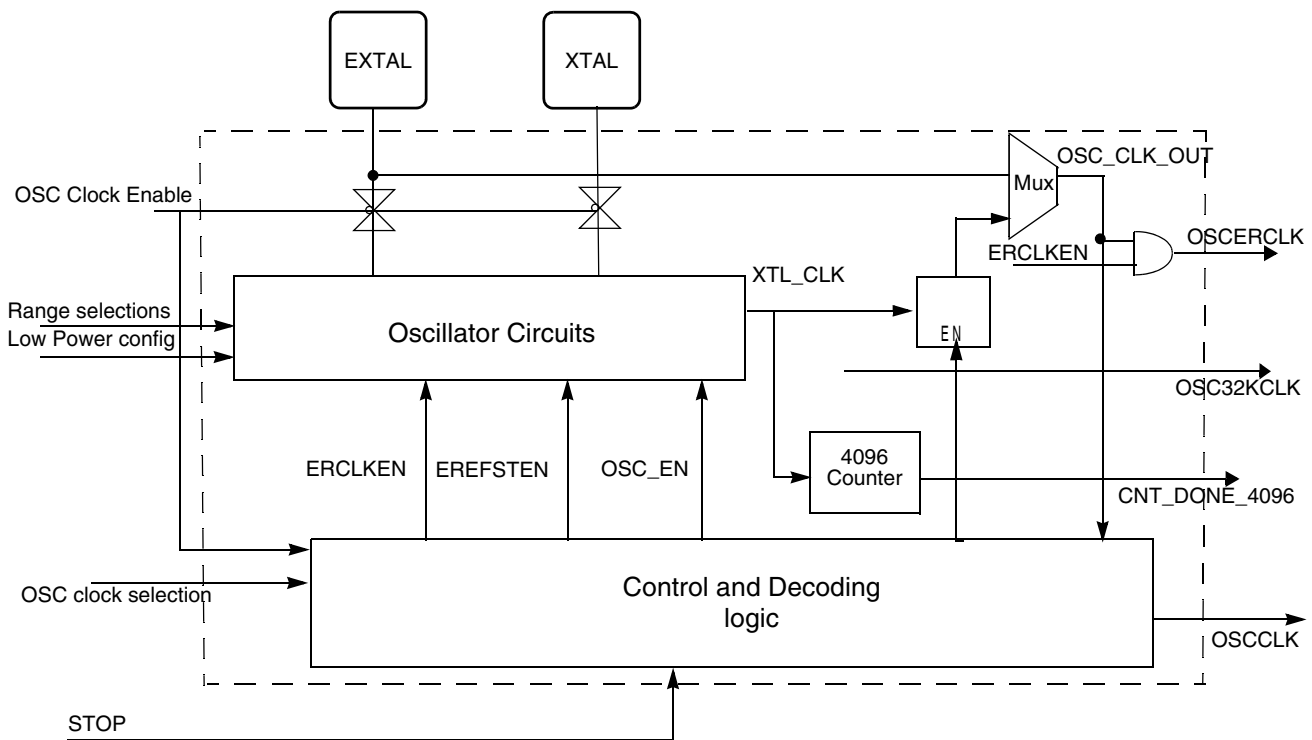 EXTAL
XTAL
OSC_CLK_OUT
Mux
OSC Clock Enable
ERCLKEN
OSCERCLK
XTL_CLK
Range selections
Oscillator Circuits
EN
Low Power config
OSC32KCLK
ERCLKEN
EREFSTEN
OSC_EN
4096
Counter
CNT_DONE_4096
Control and Decoding
logic
OSC clock selection
OSCCLK
STOP